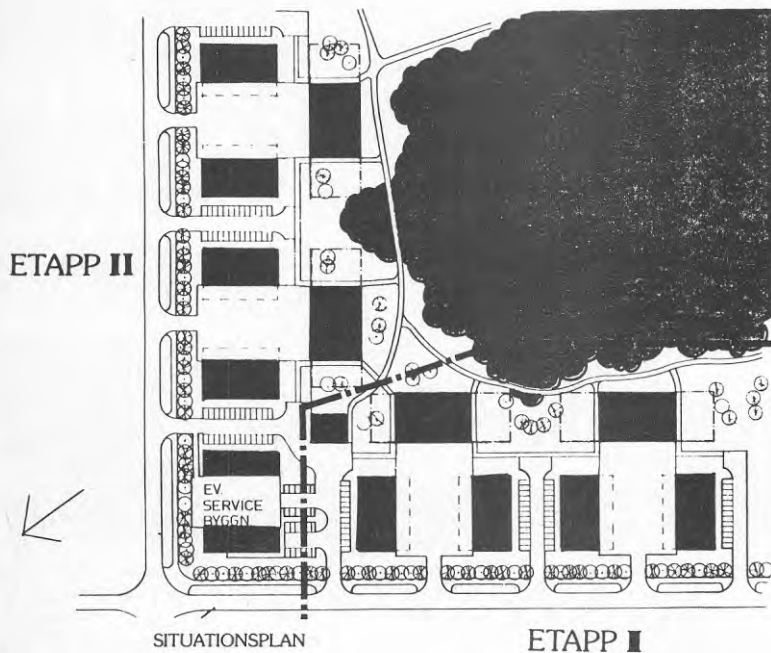 ETAPP II
EV.
SERVICE
BYGGN
SITUATIONSPLAN
ETAPP I